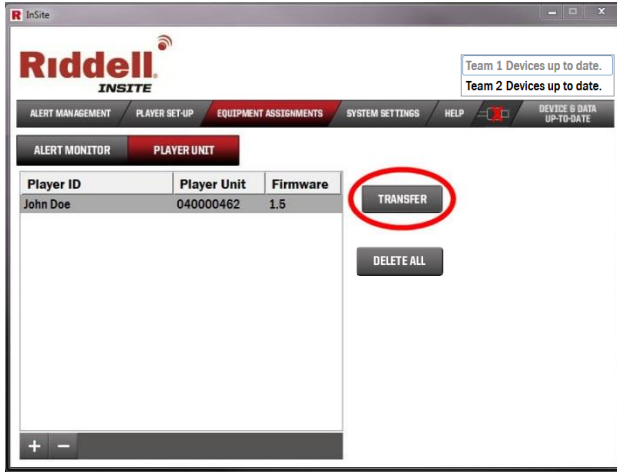 R InSite
Riddell.
INSITE
Team 1 Devices up to date.
Team 2 Devices up to date.
ALERT MANAGEMENT PLAYER SET-UP EQUIPMENT ASSIGNMENTS SYSTEM SETTINGS HELP DEVICE & DATA
UP-TO-DATE
ALERT MONITOR PLAYER UNIT
Player ID Player Unit Firmware
John Doe 040000462 1.5
TRANSFER
DELETE ALL